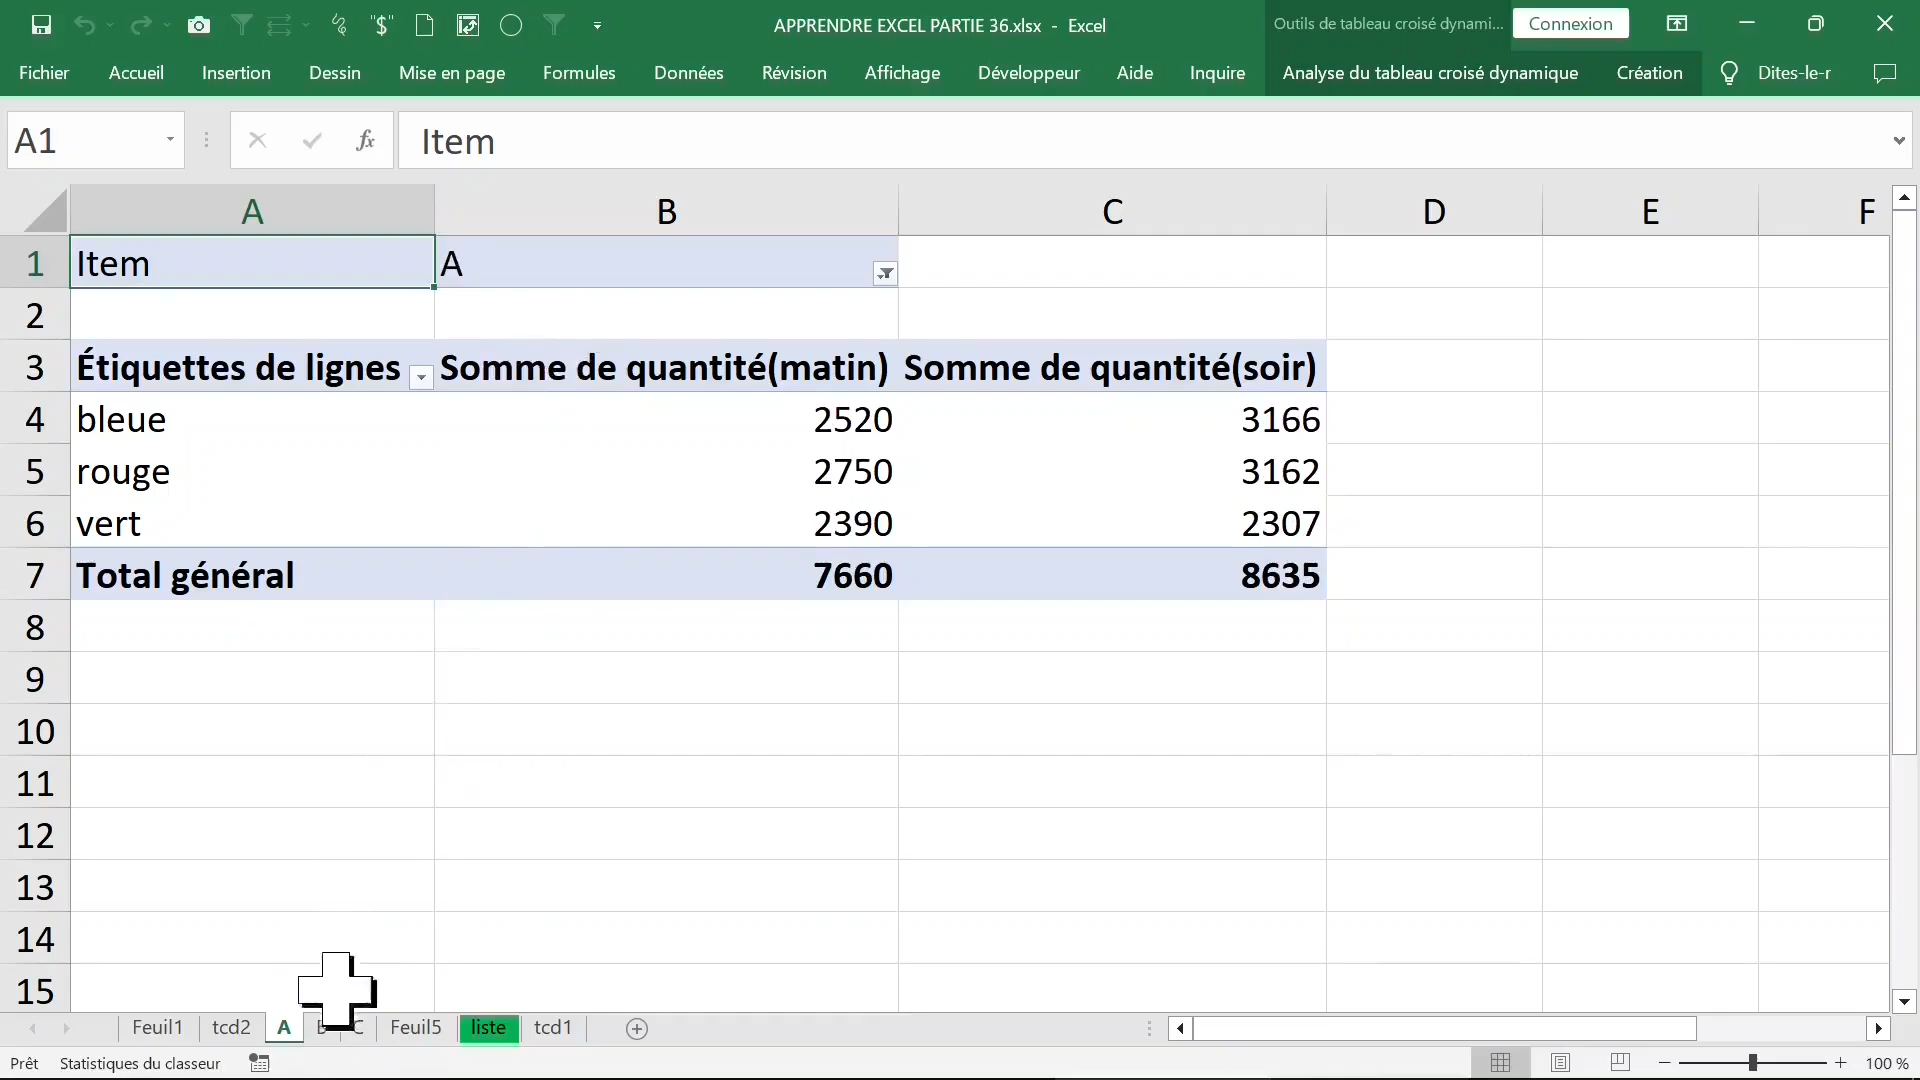 "$"
APPRENDRE EXCEL PARTIE 36.xlsx - Excel
Outils de tableau croisé dynami...
Connexion
Fichier Accueil Insertion Dessin Mise en page Formules Données Révision Affichage Développeur Aide Inquire Analyse du tableau croisé dynamique Création Dites-le-r
A1 fx Item
A B C D E F
1 Item A
2
3 Étiquettes de lignes Somme de quantité(matin) Somme de quantité(soir)
4 bleue 2520 3166
5 rouge 2750 3162
6 vert 2390 2307
7 Total général 7660 8635
8
9
10
11
12
13
14
15
Feuil1 tcd2 A B C Feuil5 liste tcd1
Prêt Statistiques du classeur 100 %